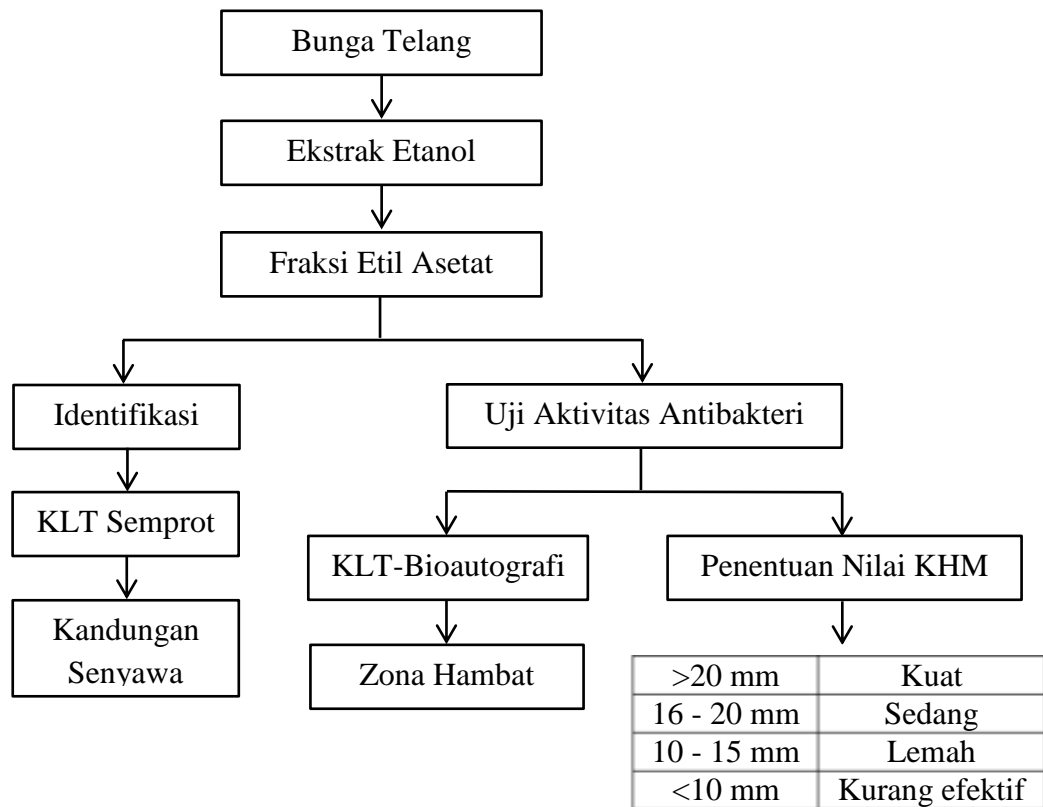 Bunga Telang
Ekstrak Etanol
Fraksi Etil Asetat
Identifikasi
Uji Aktivitas Antibakteri
KLT Semprot
KLT-Bioautografi
Penentuan Nilai KHM
Kandungan
Senyawa
Zona Hambat
>20 mm Kuat
16 - 20 mm Sedang
10 - 15 mm Lemah
<10 mm Kurang efektif